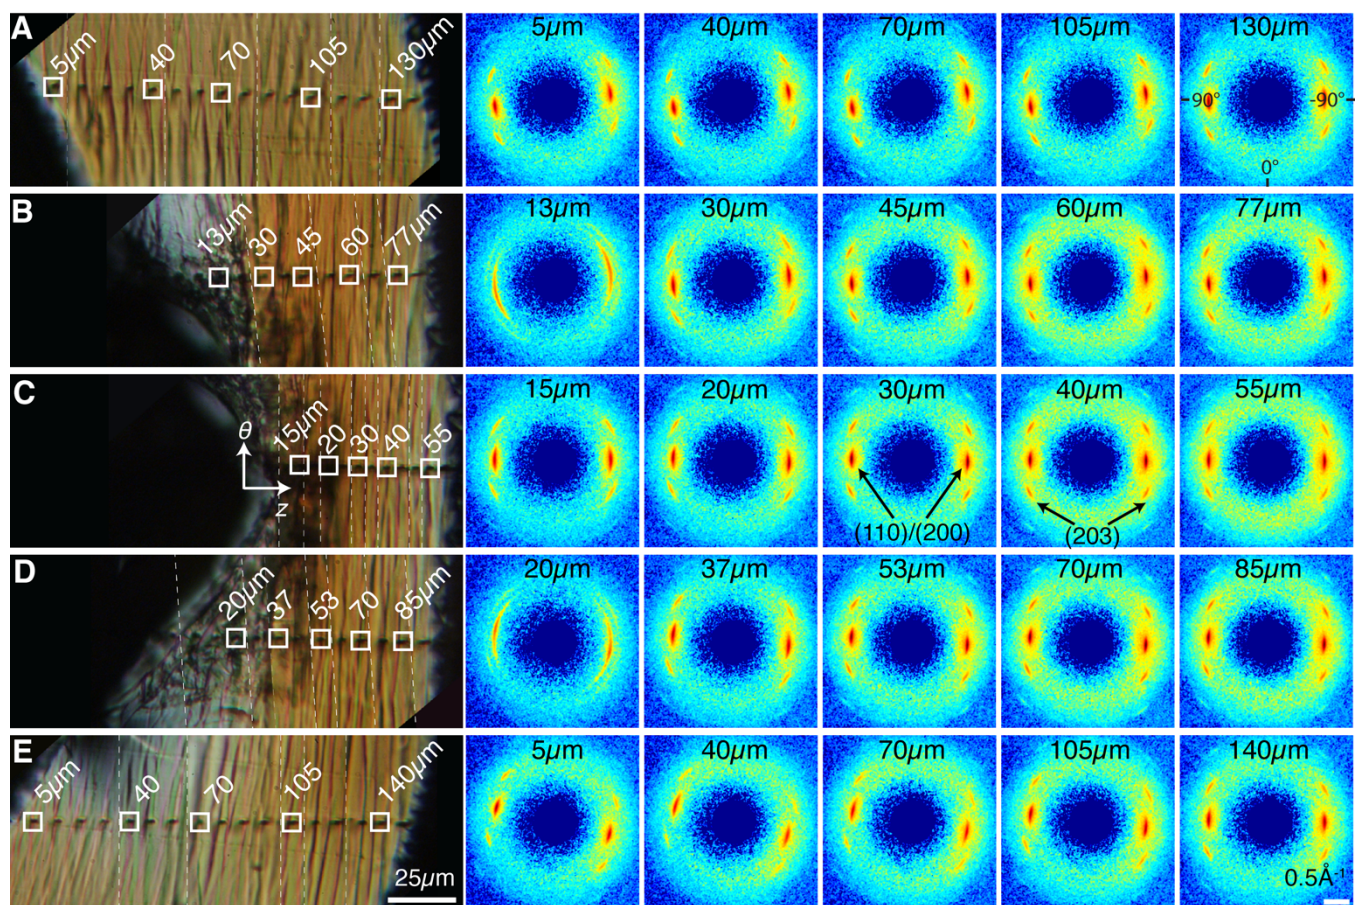 A
5µm
40
70
105
130µm
5µm
40µm
70µm
105µm
130µm
90°
-90°
0°
B
13µm
30
45
60
77µm
13µm
30µm
45µm
60µm
77µm
C
15µm
20
30
40
55
θ
z
15µm
20µm
30µm
40µm
55µm
(110)/(200)
(203)
D
20µm
37
53
70
85µm
20µm
37µm
53µm
70µm
85µm
E
5µm
40
70
105
140µm
25µm
5µm
40µm
70µm
105µm
140µm
0.5Å⁻¹